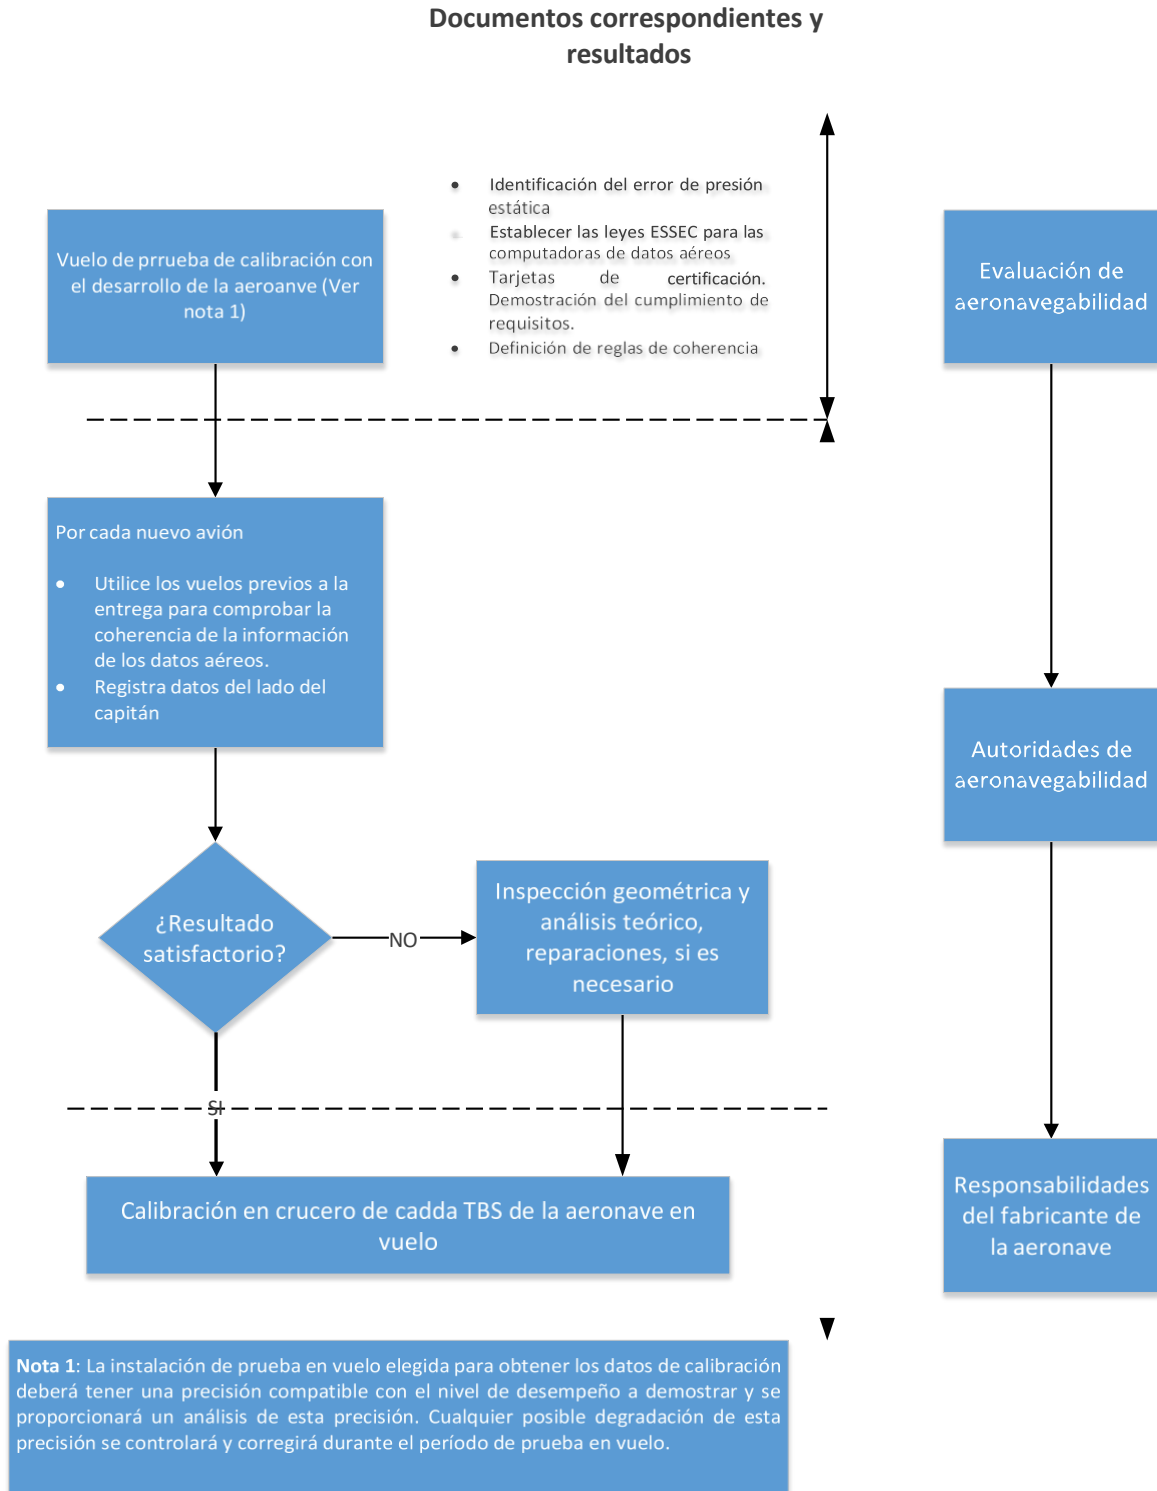 Documentos correspondientes y
resultados
Vuelo de prrueba de calibración con
el desarrollo de la aeroanve (Ver
nota 1)
• Identificación del error de presión
estática
Establecer las leyes ESSEC para las
computadoras de datos aéreos
• Tarjetas de certificación.
Demostración del cumplimiento de
requisitos.
• Definición de reglas de coherencia
Evaluación de
aeronavegabilidad
Por cada nuevo avión
• Utilice los vuelos previos a la
entrega para comprobar la
coherencia de la información
de los datos aéreos.
• Registra datos del lado del
capitán
Autoridades de
aeronavegabilidad
¿Resultado
satisfactorio?
NO
Inspección geométrica y
análisis teórico,
reparaciones, si es
necesario
SI
Calibración en crucero de cadda TBS de la aeronave en
vuelo
Responsabilidades
del fabricante de
la aeronave
Nota 1: La instalación de prueba en vuelo elegida para obtener los datos de calibración
deberá tener una precisión compatible con el nivel de desempeño a demostrar y se
proporcionará un análisis de esta precisión. Cualquier posible degradación de esta
precisión se controlará y corregirá durante el período de prueba en vuelo.